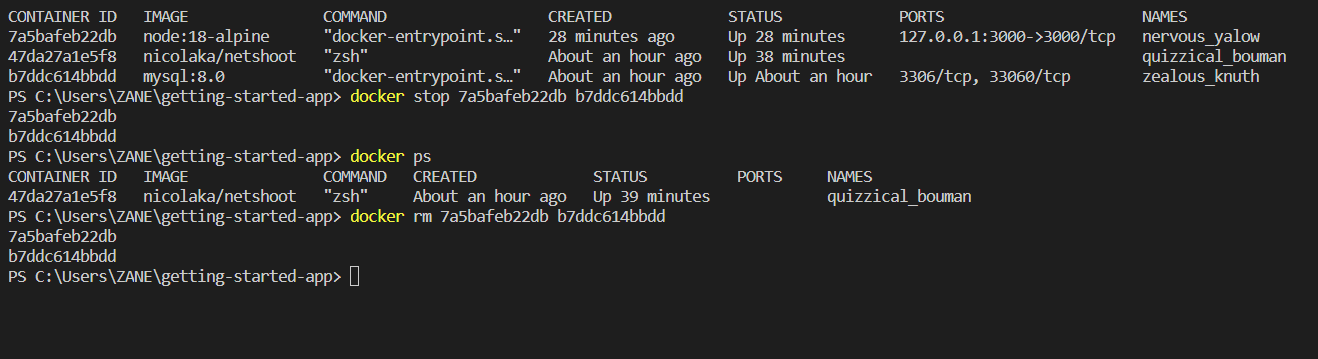 CONTAINER ID   IMAGE               COMMAND                  CREATED             STATUS             PORTS                      NAMES
7a5bafeb22db   node:18-alpine      "docker-entrypoint.s…"   28 minutes ago      Up 28 minutes      127.0.0.1:3000->3000/tcp   nervous_yalow
47da27a1e5f8   nicolaka/netshoot   "zsh"                    About an hour ago   Up 38 minutes                                 quizzical_bouman
b7ddc614bbdd   mysql:8.0           "docker-entrypoint.s…"   About an hour ago   Up About an hour   3306/tcp, 33060/tcp        zealous_knuth
PS C:\Users\ZANE\getting-started-app> docker stop 7a5bafeb22db b7ddc614bbdd
7a5bafeb22db
b7ddc614bbdd
PS C:\Users\ZANE\getting-started-app> docker ps
CONTAINER ID   IMAGE               COMMAND   CREATED             STATUS          PORTS     NAMES
47da27a1e5f8   nicolaka/netshoot   "zsh"     About an hour ago   Up 39 minutes             quizzical_bouman
PS C:\Users\ZANE\getting-started-app> docker rm 7a5bafeb22db b7ddc614bbdd
7a5bafeb22db
b7ddc614bbdd
PS C:\Users\ZANE\getting-started-app>